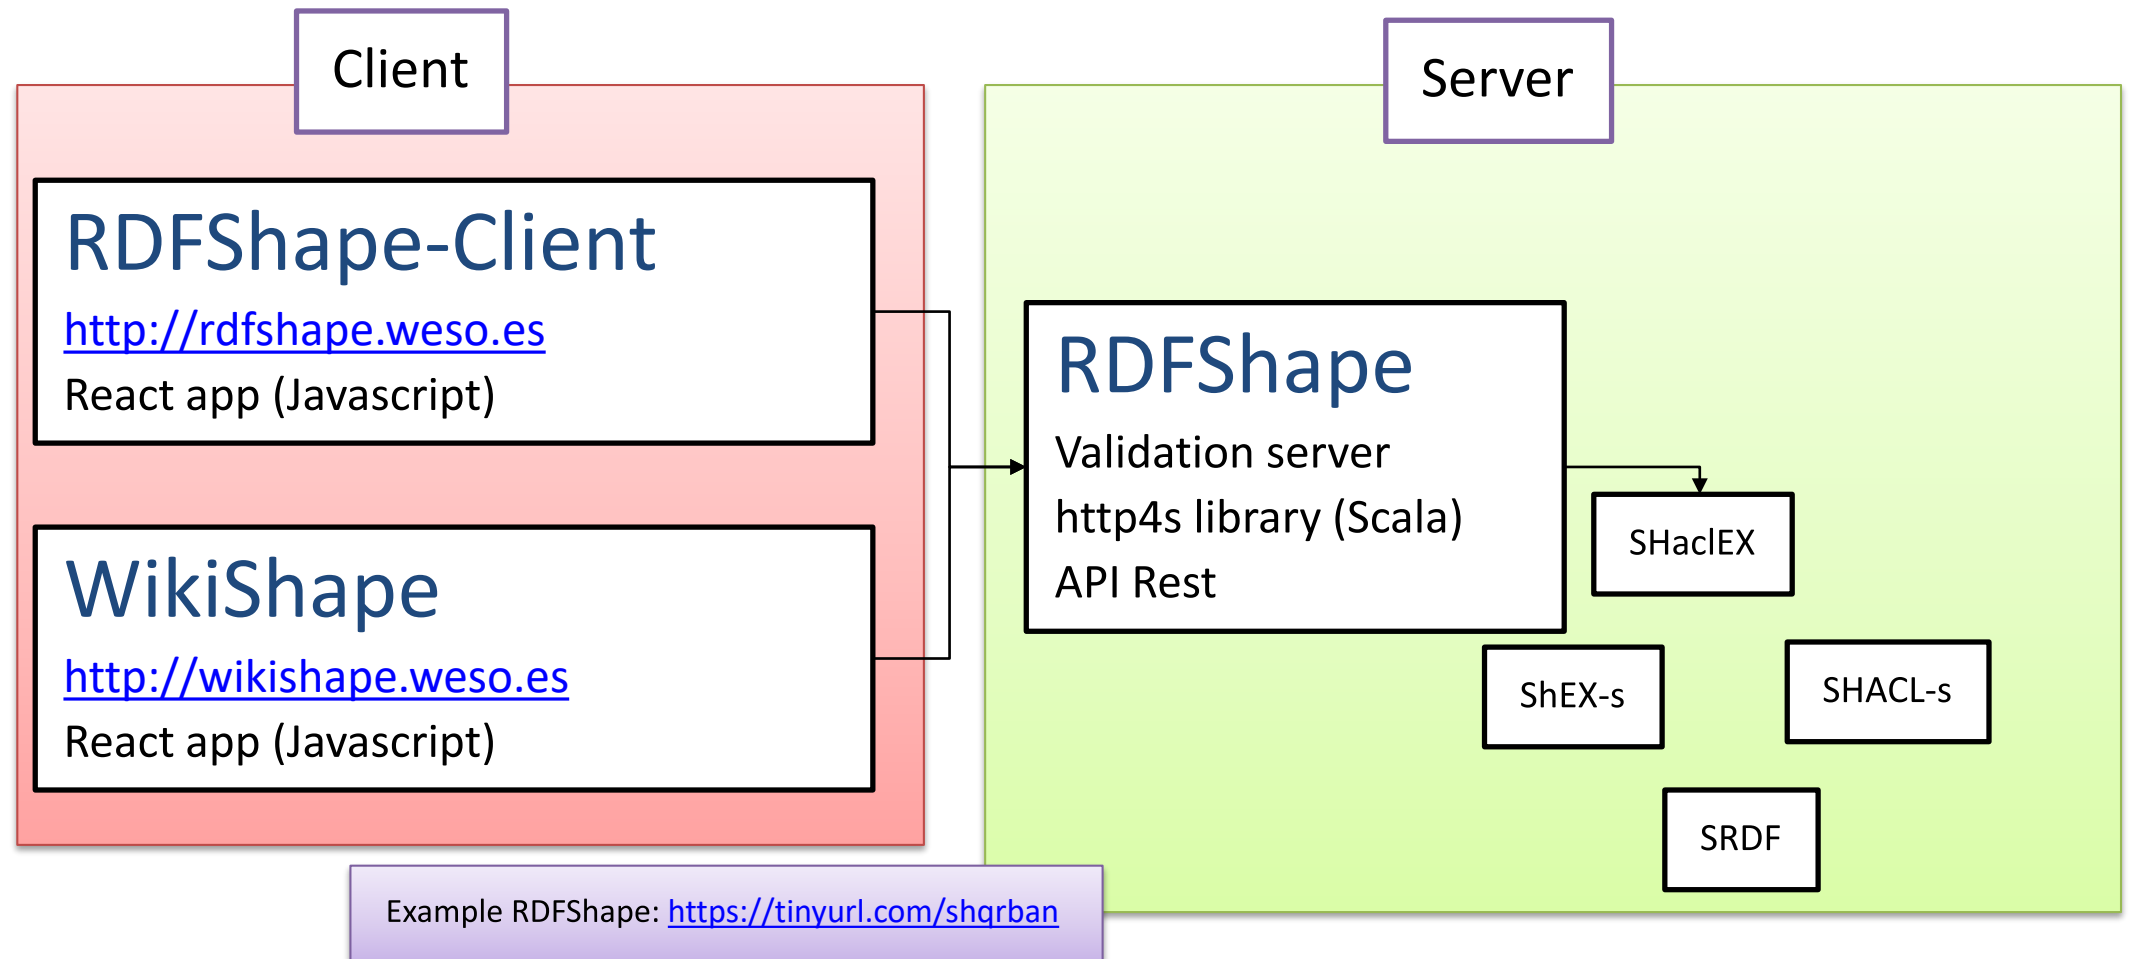 Client
RDFShape-Client
http://rdfshape.weso.es
React app (Javascript)
WikiShape
http://wikishape.weso.es
React app (Javascript)
Server
RDFShape
Validation server
http4s library (Scala)
API Rest
SHaclEX
ShEX-s
SHACL-s
SRDF
Example RDFShape: https://tinyurl.com/shqrban